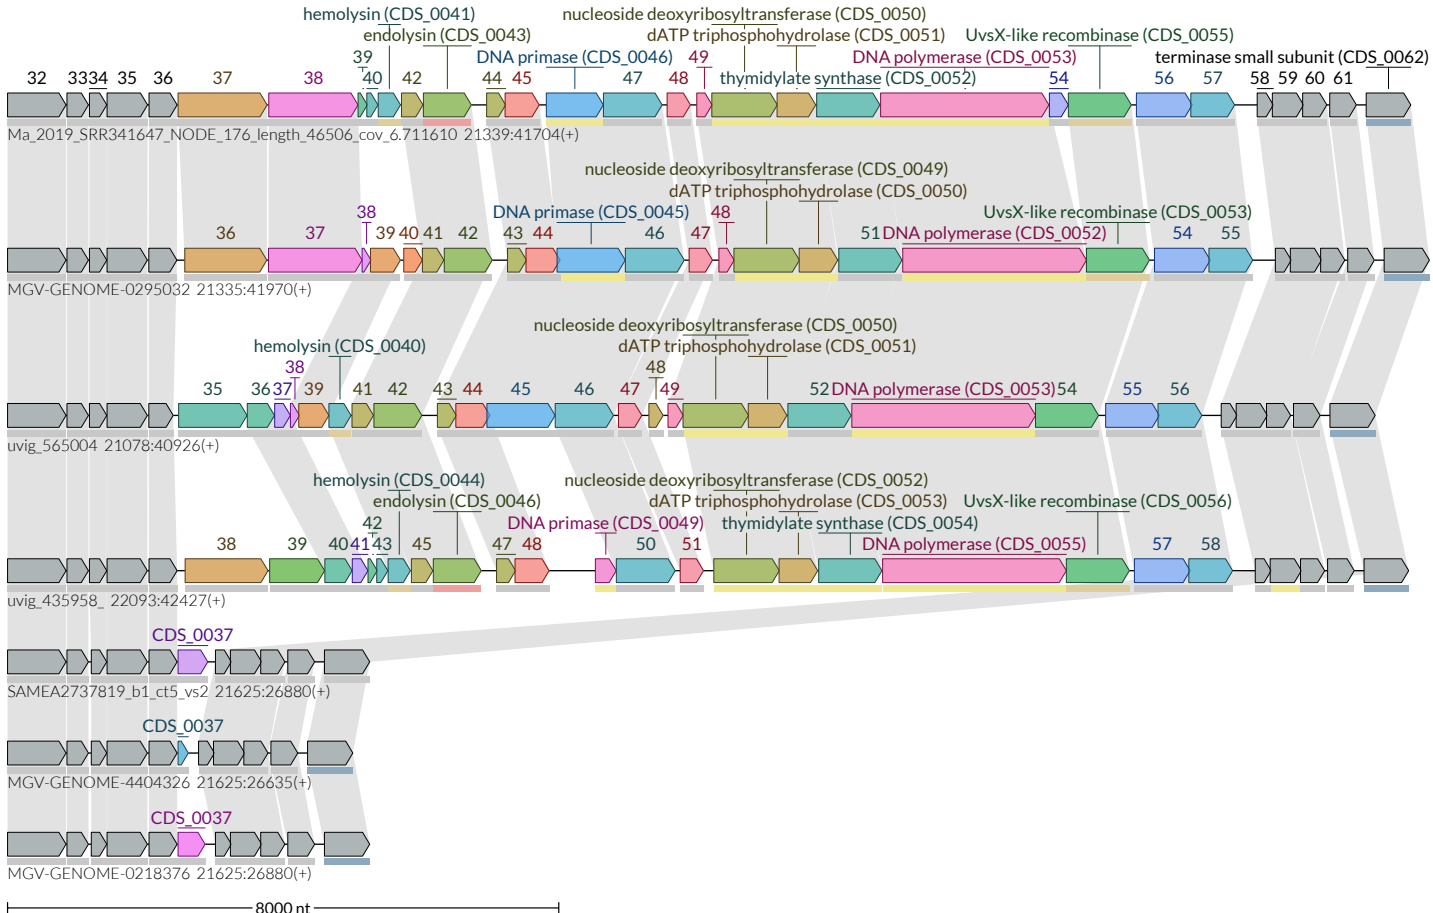 hemolysin (CDS_0041) nucleoside deoxyribosyltransferase (CDS_0050)
endolysin (CDS_0043) dATP triphosphohydrolase (CDS_0051) UvsX-like recombinase (CDS_0055)
39 DNA primase (CDS_0046) 49 DNA polymerase (CDS_0053) terminase small subunit (CDS_0062)
32 33 34 35 36 37 38 40 42 44 45 47 48 thymidylate synthase (CDS_0052) 54 56 57 58 59 60 61
Ma_2019_SRR341647_NODE_176_length_46506_cov_6.711610 21339:41704(+)
nucleoside deoxyribosyltransferase (CDS_0049)
dATP triphosphohydrolase (CDS_0050)
38 DNA primase (CDS_0045) 48 UvsX-like recombinase (CDS_0053)
36 37 39 40 41 42 43 44 46 47 51 DNA polymerase (CDS_0052) 54 55
MGV-GENOME-0295032 21335:41970(+)
nucleoside deoxyribosyltransferase (CDS_0050)
hemolysin (CDS_0040) dATP triphosphohydrolase (CDS_0051)
38 48
35 36 37 39 41 42 43 44 45 46 47 49 52 DNA polymerase (CDS_0053) 54 55 56
uvig_565004 21078:40926(+)
hemolysin (CDS_0044) nucleoside deoxyribosyltransferase (CDS_0052)
endolysin (CDS_0046) dATP triphosphohydrolase (CDS_0053) UvsX-like recombinase (CDS_0056)
42 DNA primase (CDS_0049) thymidylate synthase (CDS_0054)
38 39 40 41 43 45 47 48 50 51 DNA polymerase (CDS_0055) 57 58
uvig_435958_ 22093:42427(+)
CDS_0037
SAMEA2737819_b1_ct5_vs2 21625:26880(+)
CDS_0037
MGV-GENOME-4404326 21625:26635(+)
CDS_0037
MGV-GENOME-0218376 21625:26880(+)
8000 nt